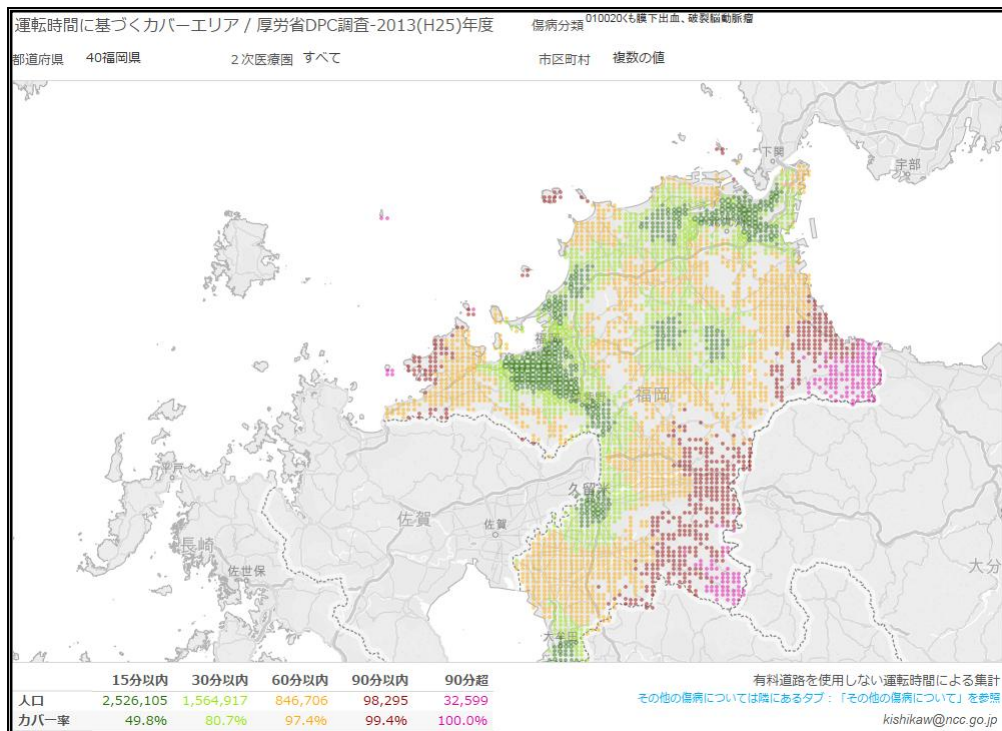 運転時間に基づくカバーエリア / 厚労省DPC調査-2013(H25)年度
傷病分類 010020くも膜下出血、破裂脳動脈瘤
都道府県 40福岡県
2次医療圏 すべて
市区町村 複数の値
下関
宇部
福岡
久留米
佐賀
佐賀
長崎
佐世保
大分
大牟田
15分以内 30分以内 60分以内 90分以内 90分超
人口 2,526,105 1,564,917 846,706 98,295 32,599
カバー率 49.8% 80.7% 97.4% 99.4% 100.0%
有料道路を使用しない運転時間による集計
その他の傷病については隣にあるタブ：「その他の傷病について」を参照
kishikaw@ncc.go.jp